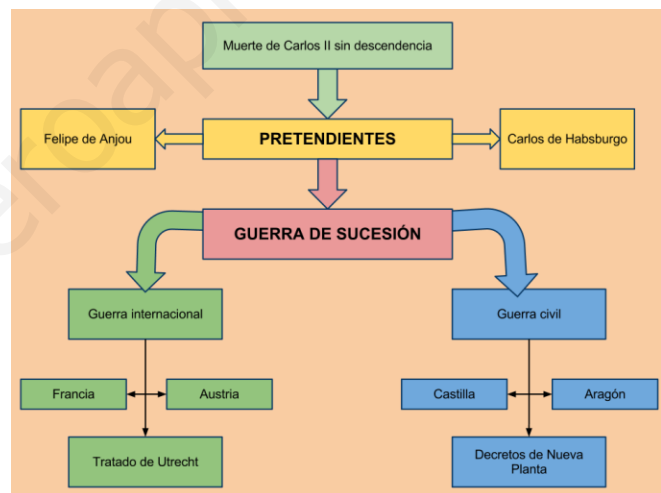 Muerte de Carlos II sin descendencia
Felipe de Anjou
PRETENDIENTES
Carlos de Habsburgo
GUERRA DE SUCESIÓN
Guerra internacional
Guerra civil
Francia
Austria
Castilla
Aragón
Tratado de Utrecht
Decretos de Nueva
Planta